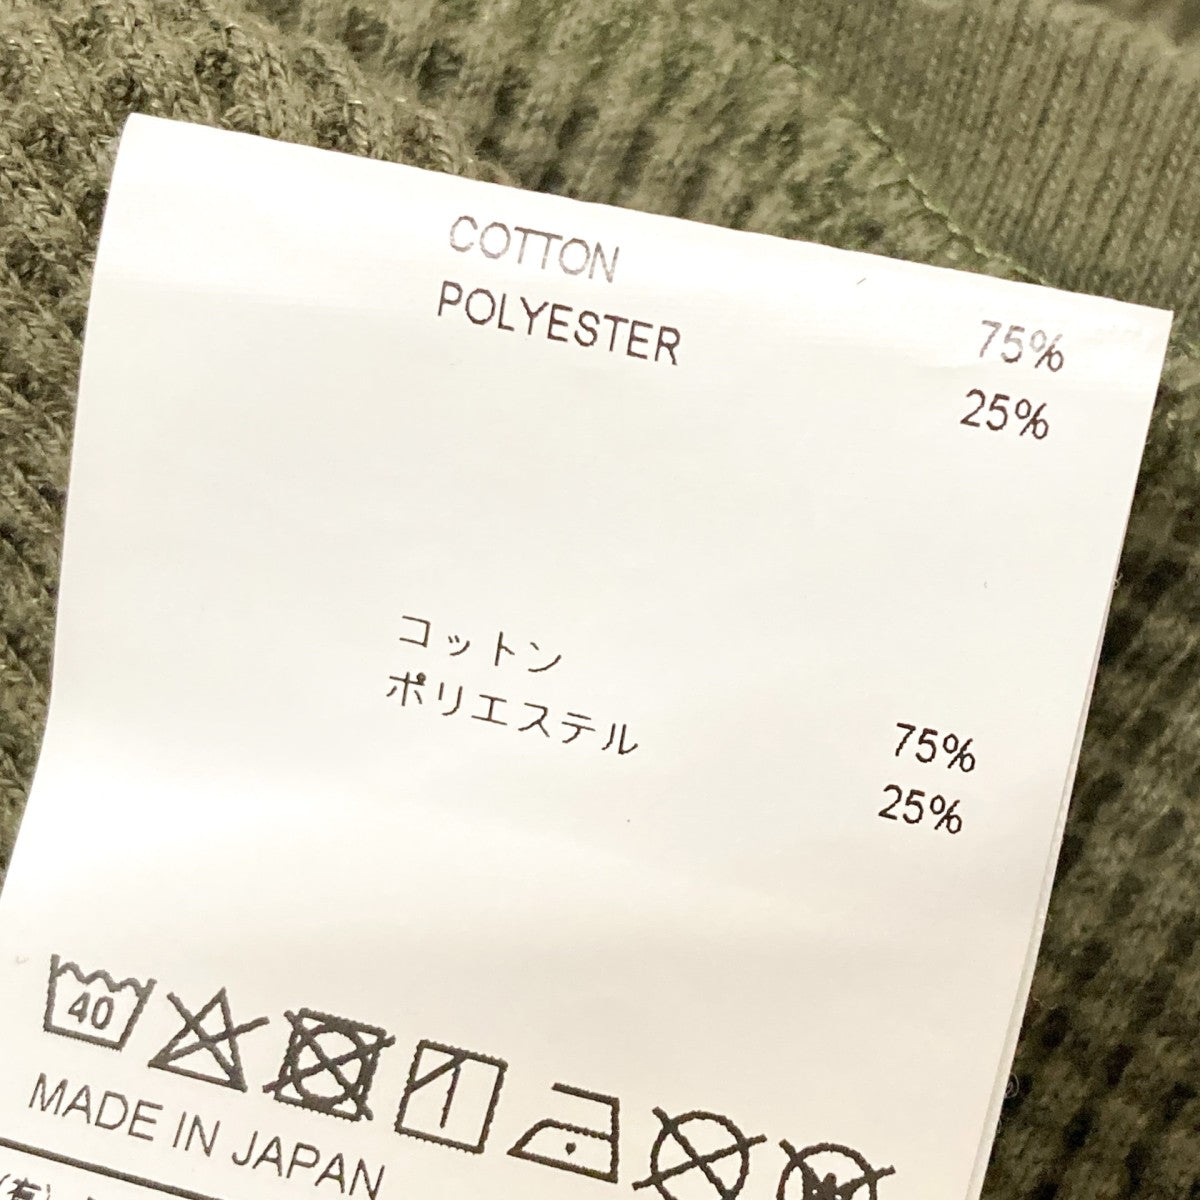 COTTON 75%
POLYESTER 25%
コットン 75%
ポリエステル 25%
40
MADE IN JAPAN
(有)